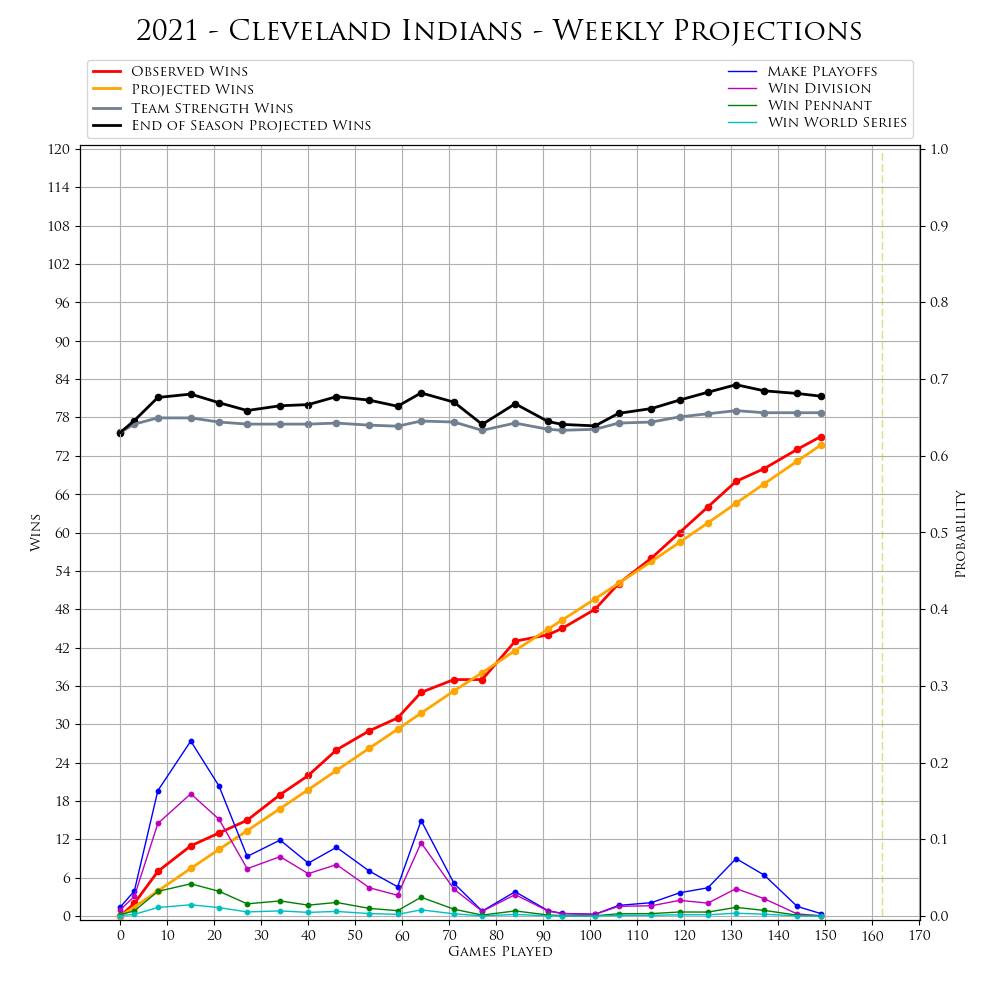 2021 - Cleveland Indians - Weekly Projections
Observed Wins
Projected Wins
Team Strength Wins
End of Season Projected Wins
Make Playoffs
Win Division
Win Pennant
Win World Series
120
114
108
102
96
90
84
78
72
66
60
54
48
42
36
30
24
18
12
6
0
Wins
1.0
0.9
0.8
0.7
0.6
0.5
0.4
0.3
0.2
0.1
0.0
Probability
0 10 20 30 40 50 60 70 80 90 100 110 120 130 140 150 160 170
Games Played